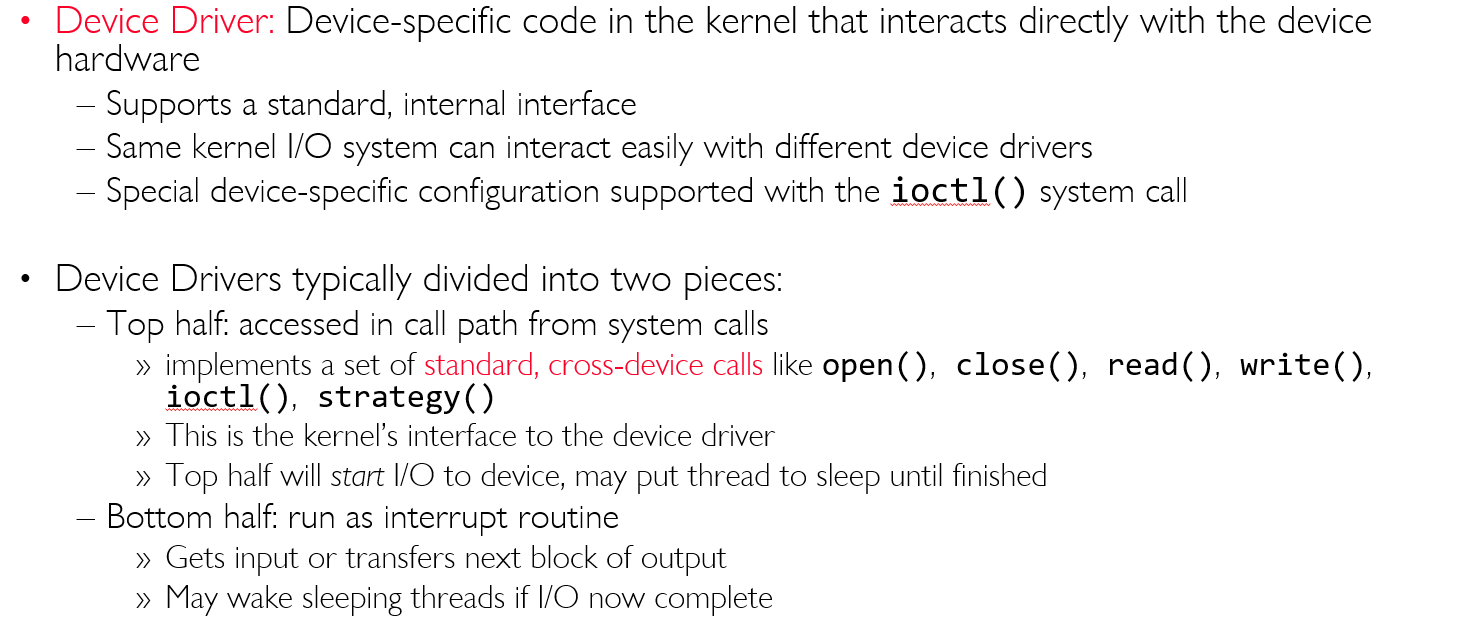 • Device Driver: Device-specific code in the kernel that interacts directly with the device
hardware
– Supports a standard, internal interface
– Same kernel I/O system can interact easily with different device drivers
– Special device-specific configuration supported with the ioctl() system call
• Device Drivers typically divided into two pieces:
– Top half: accessed in call path from system calls
» implements a set of standard, cross-device calls like open(), close(), read(), write(),
ioctl(), strategy()
» This is the kernel’s interface to the device driver
» Top half will start I/O to device, may put thread to sleep until finished
– Bottom half: run as interrupt routine
» Gets input or transfers next block of output
» May wake sleeping threads if I/O now complete